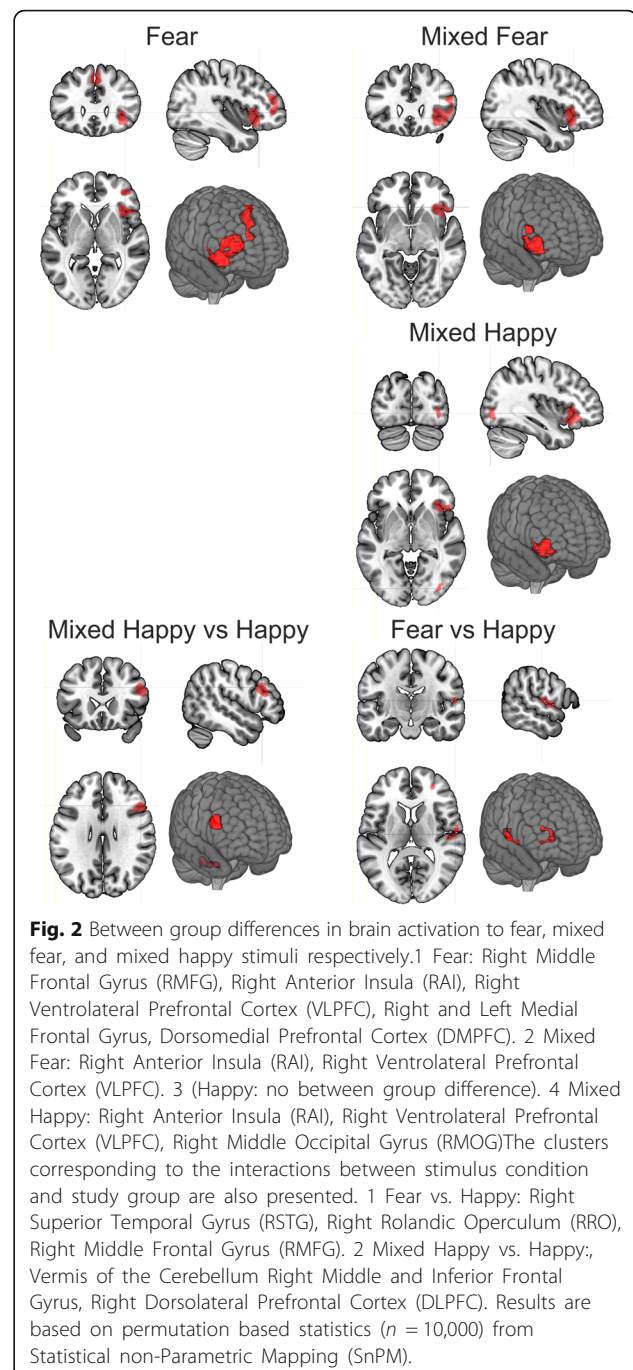 Fear
Mixed Fear
Mixed Happy
Mixed Happy vs Happy
Fear vs Happy
Fig. 2 Between group differences in brain activation to fear, mixed
fear, and mixed happy stimuli respectively.1 Fear: Right Middle
Frontal Gyrus (RMFG), Right Anterior Insula (RAI), Right
Ventrolateral Prefrontal Cortex (VLPFC), Right and Left Medial
Frontal Gyrus, Dorsomedial Prefrontal Cortex (DMPFC). 2 Mixed
Fear: Right Anterior Insula (RAI), Right Ventrolateral Prefrontal
Cortex (VLPFC). 3 (Happy: no between group difference). 4 Mixed
Happy: Right Anterior Insula (RAI), Right Ventrolateral Prefrontal
Cortex (VLPFC), Right Middle Occipital Gyrus (RMOG)The clusters
corresponding to the interactions between stimulus condition
and study group are also presented. 1 Fear vs. Happy: Right
Superior Temporal Gyrus (RSTG), Right Rolandic Operculum (RRO),
Right Middle Frontal Gyrus (RMFG). 2 Mixed Happy vs. Happy:,
Vermis of the Cerebellum Right Middle and Inferior Frontal
Gyrus, Right Dorsolateral Prefrontal Cortex (DLPFC). Results are
based on permutation based statistics (n = 10,000) from
Statistical non-Parametric Mapping (SnPM).